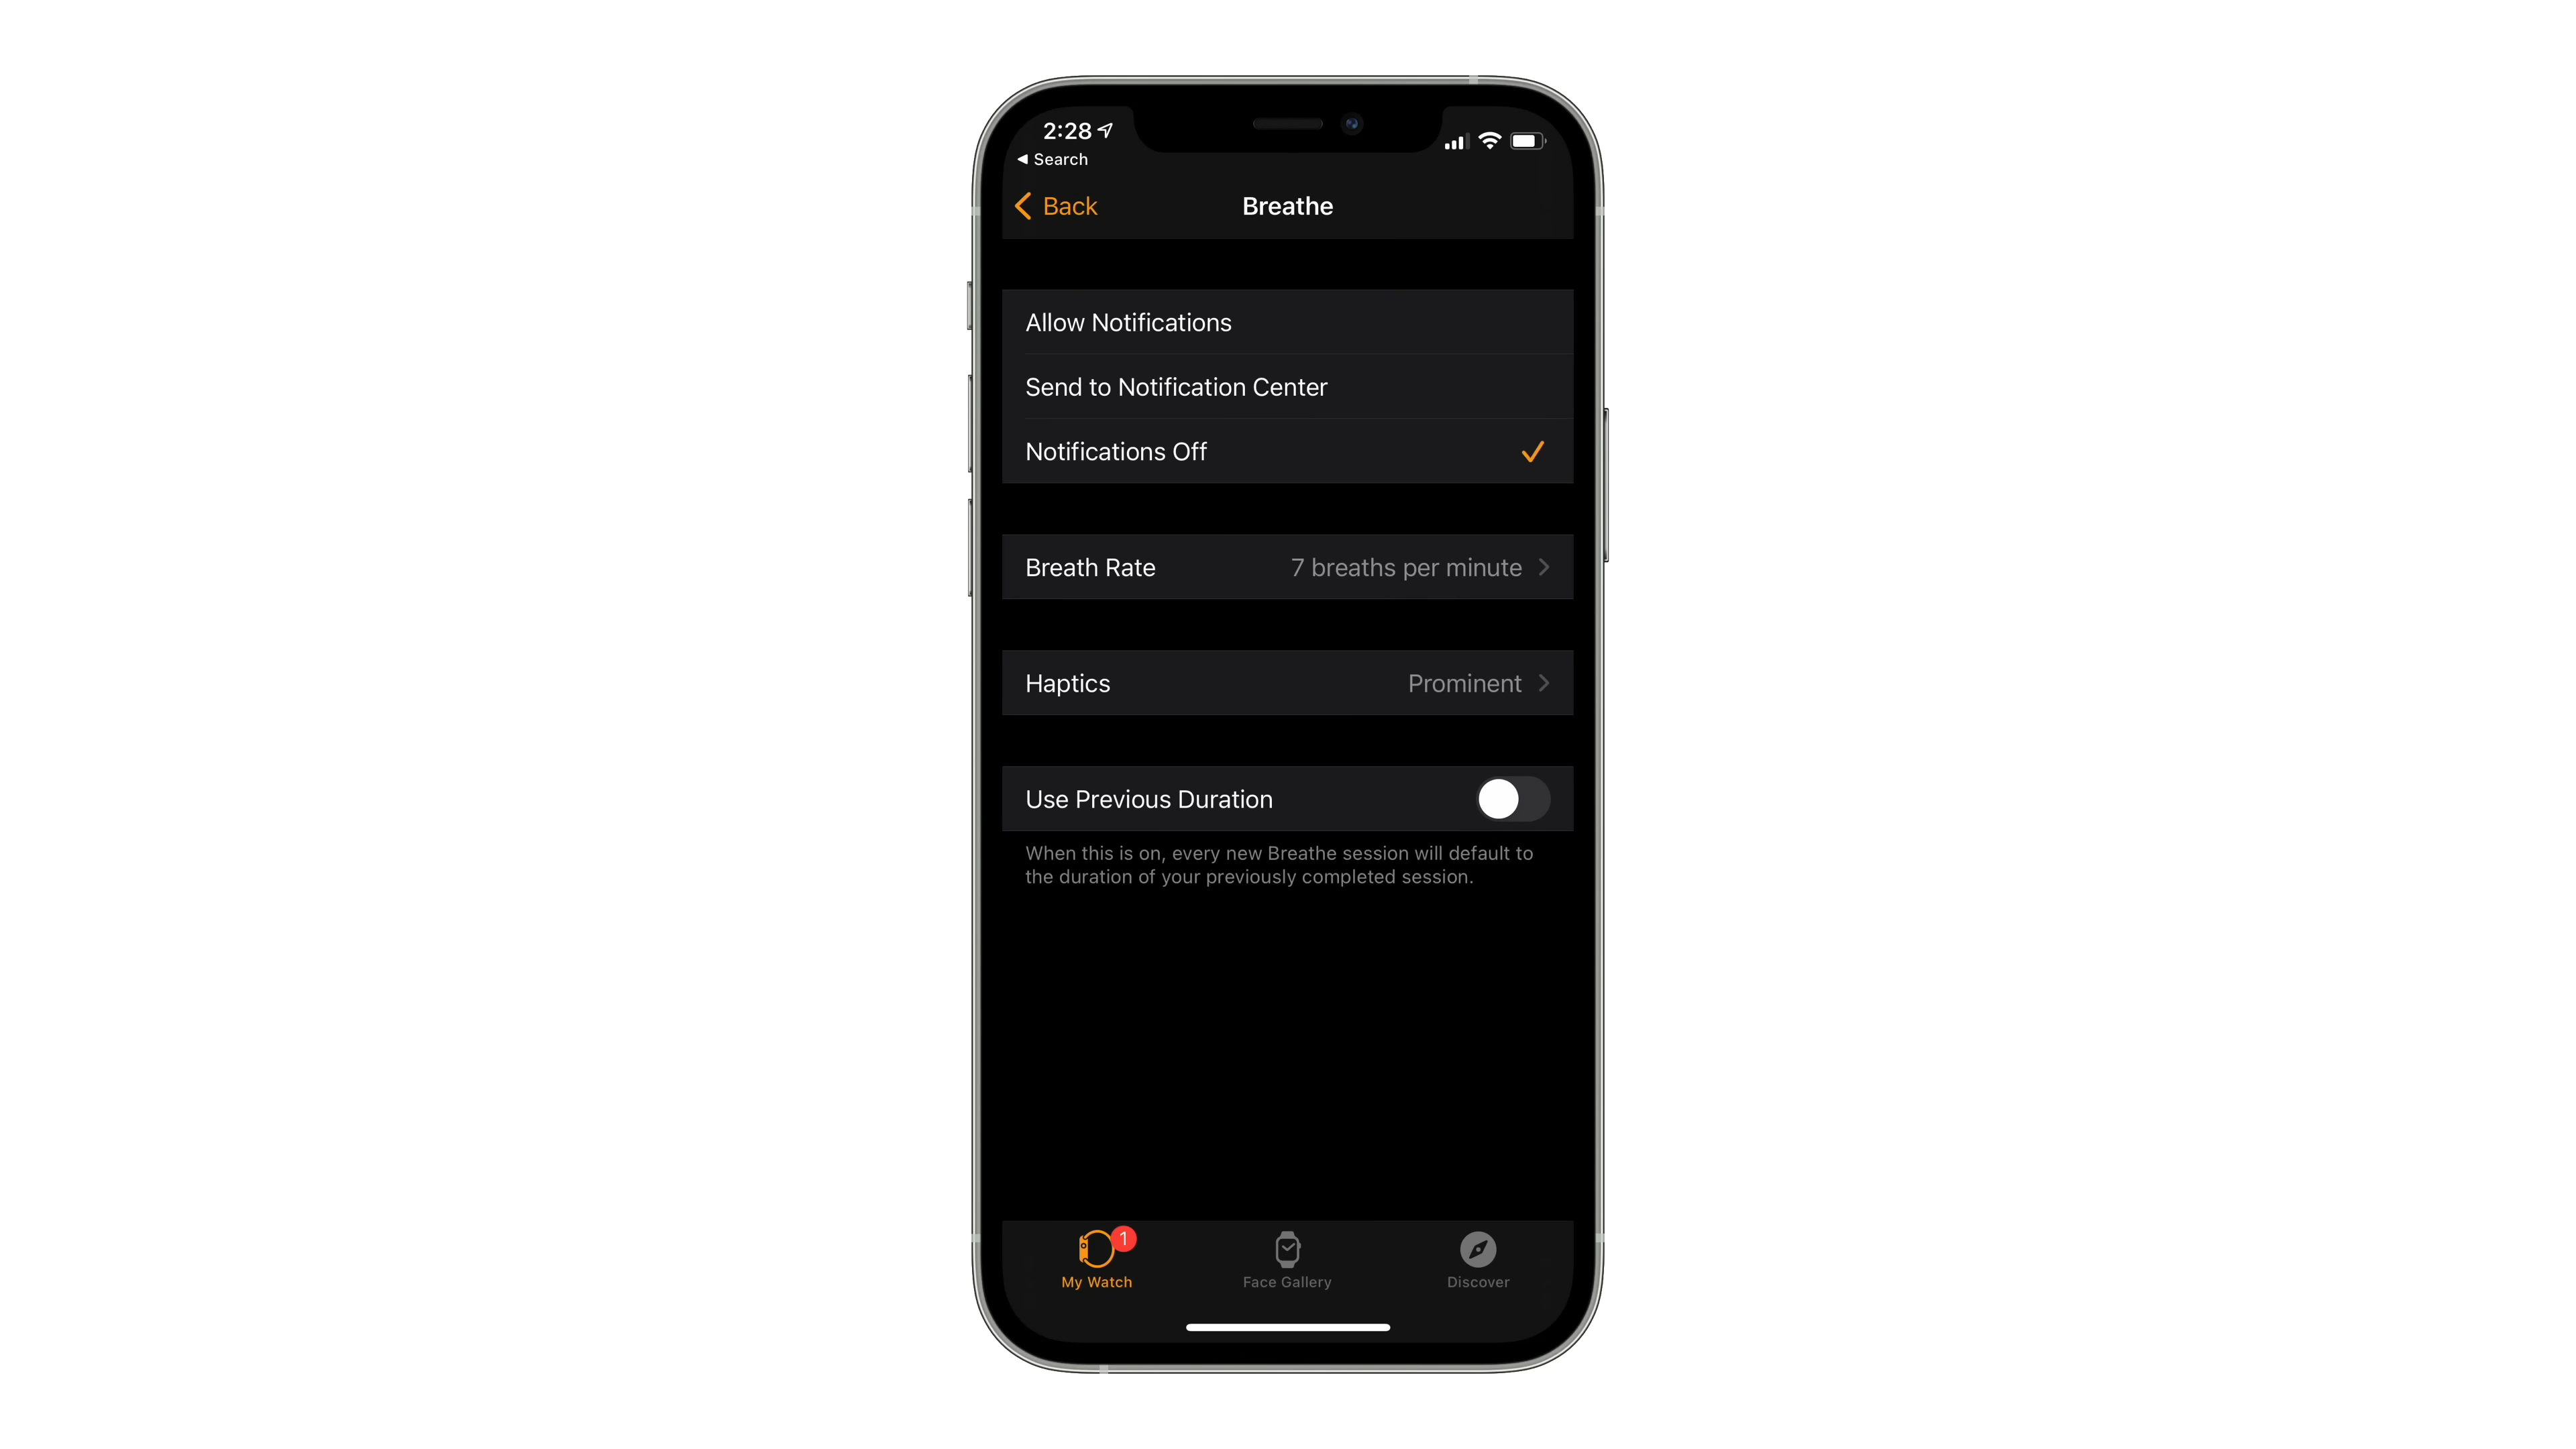 2:28
◀ Search
Back
Breathe
Allow Notifications
Send to Notification Center
Notifications Off
Breath Rate 7 breaths per minute
Haptics Prominent
Use Previous Duration
When this is on, every new Breathe session will default to
the duration of your previously completed session.
1
My Watch Face Gallery Discover